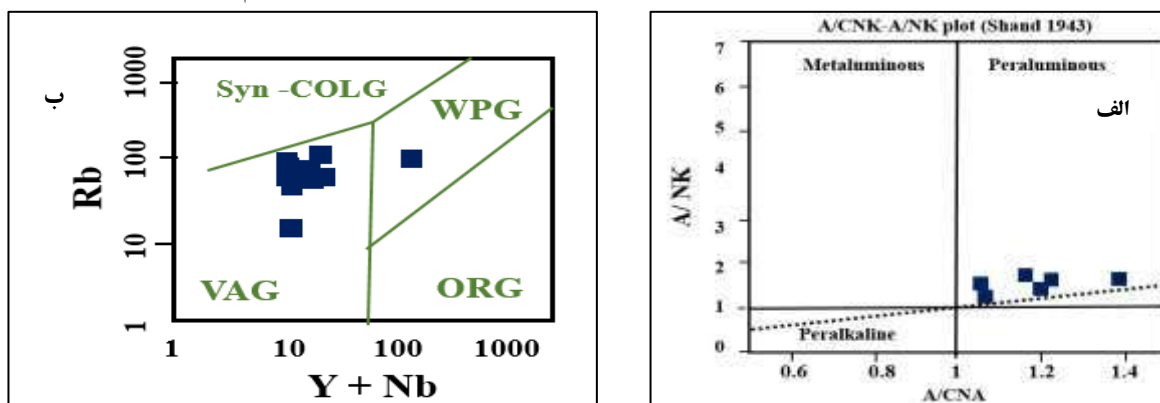 ب
Syn -COLG
WPG
VAG
ORG
Rb
1000
100
10
1
1
10
100
1000
Y + Nb
A/CNK-A/NK plot (Shand 1943)
Metaluminous
Peraluminous
الف
Peralkaline
A/ NK
7
6
5
4
3
2
1
0
0.6
0.8
1
1.2
1.4
A/CNA